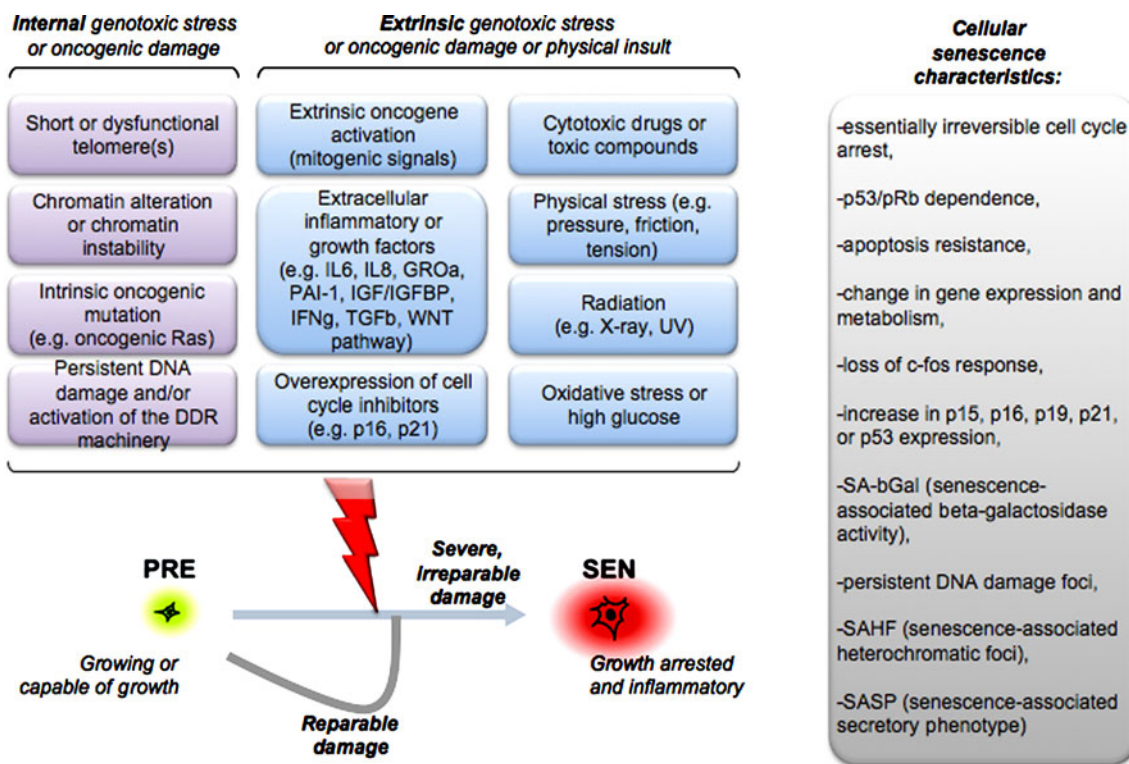 Internal genotoxic stress
or oncogenic damage
Extrinsic genotoxic stress
or oncogenic damage or physical insult
Short or dysfunctional
telomere(s)
Chromatin alteration
or chromatin
instability
Intrinsic oncogenic
mutation
(e.g. oncogenic Ras)
Persistent DNA
damage and/or
activation of the DDR
machinery
Extrinsic oncogene
activation
(mitogenic signals)
Extracellular
inflammatory or
growth factors
(e.g. IL6, IL8, GROa,
PAI-1, IGF/IGFBP,
IFNg, TGFb, WNT
pathway)
Overexpression of cell
cycle inhibitors
(e.g. p16, p21)
Cytotoxic drugs or
toxic compounds
Physical stress (e.g.
pressure, friction,
tension)
Radiation
(e.g. X-ray, UV)
Oxidative stress or
high glucose
PRE
Growing or
capable of growth
Severe,
irreparable
damage
Reparable
damage
SEN
Growth arrested
and inflammatory
Cellular
senescence
characteristics:
-essentially irreversible cell cycle
arrest,
-p53/pRb dependence,
-apoptosis resistance,
-change in gene expression and
metabolism,
-loss of c-fos response,
-increase in p15, p16, p19, p21,
or p53 expression,
-SA-bGal (senescence-
associated beta-galactosidase
activity),
-persistent DNA damage foci,
-SAHF (senescence-associated
heterochromatic foci),
-SASP (senescence-associated
secretory phenotype)